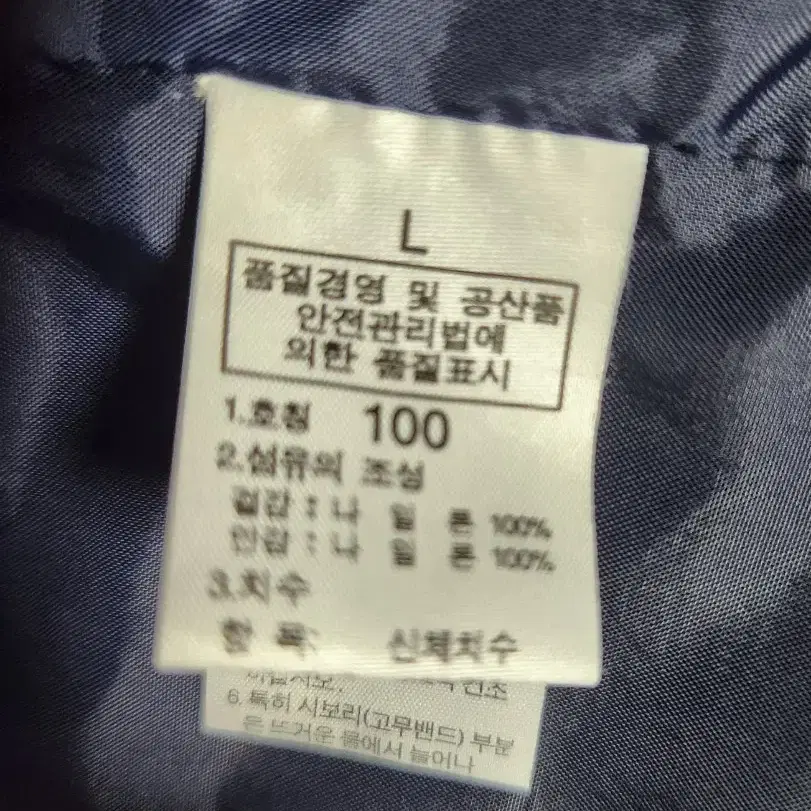 L
품질경영 및 공산품
안전관리법에
의한 품질표시
1.호칭 100
2.섬유의 조성
겉감 : 나 일 론 100%
안감 : 나 일 론 100%
3.치수
항 목: 신체치수
6. 특히 시보리(고무밴드) 부분
은 뜨거운 물에서 늘어나